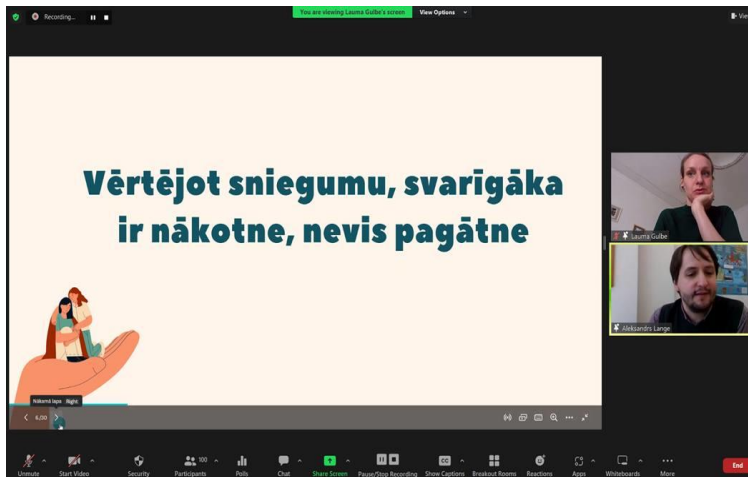 Recording...
You are viewing Lauma Gulbe's screen
View Options
Vērtējot sniegumu, svarīgāka
ir nākotne, nevis pagātne
Lauma Gulbe
Aleksandrs Lange
Nākamā lapa Right
6/20
Unmute
Start Video
Security
Participants
100
Polls
Chat
Share Screen
Pause/Stop Recording
CC
Show Captions
Breakout Rooms
Reactions
Apps
Whiteboards
More
End